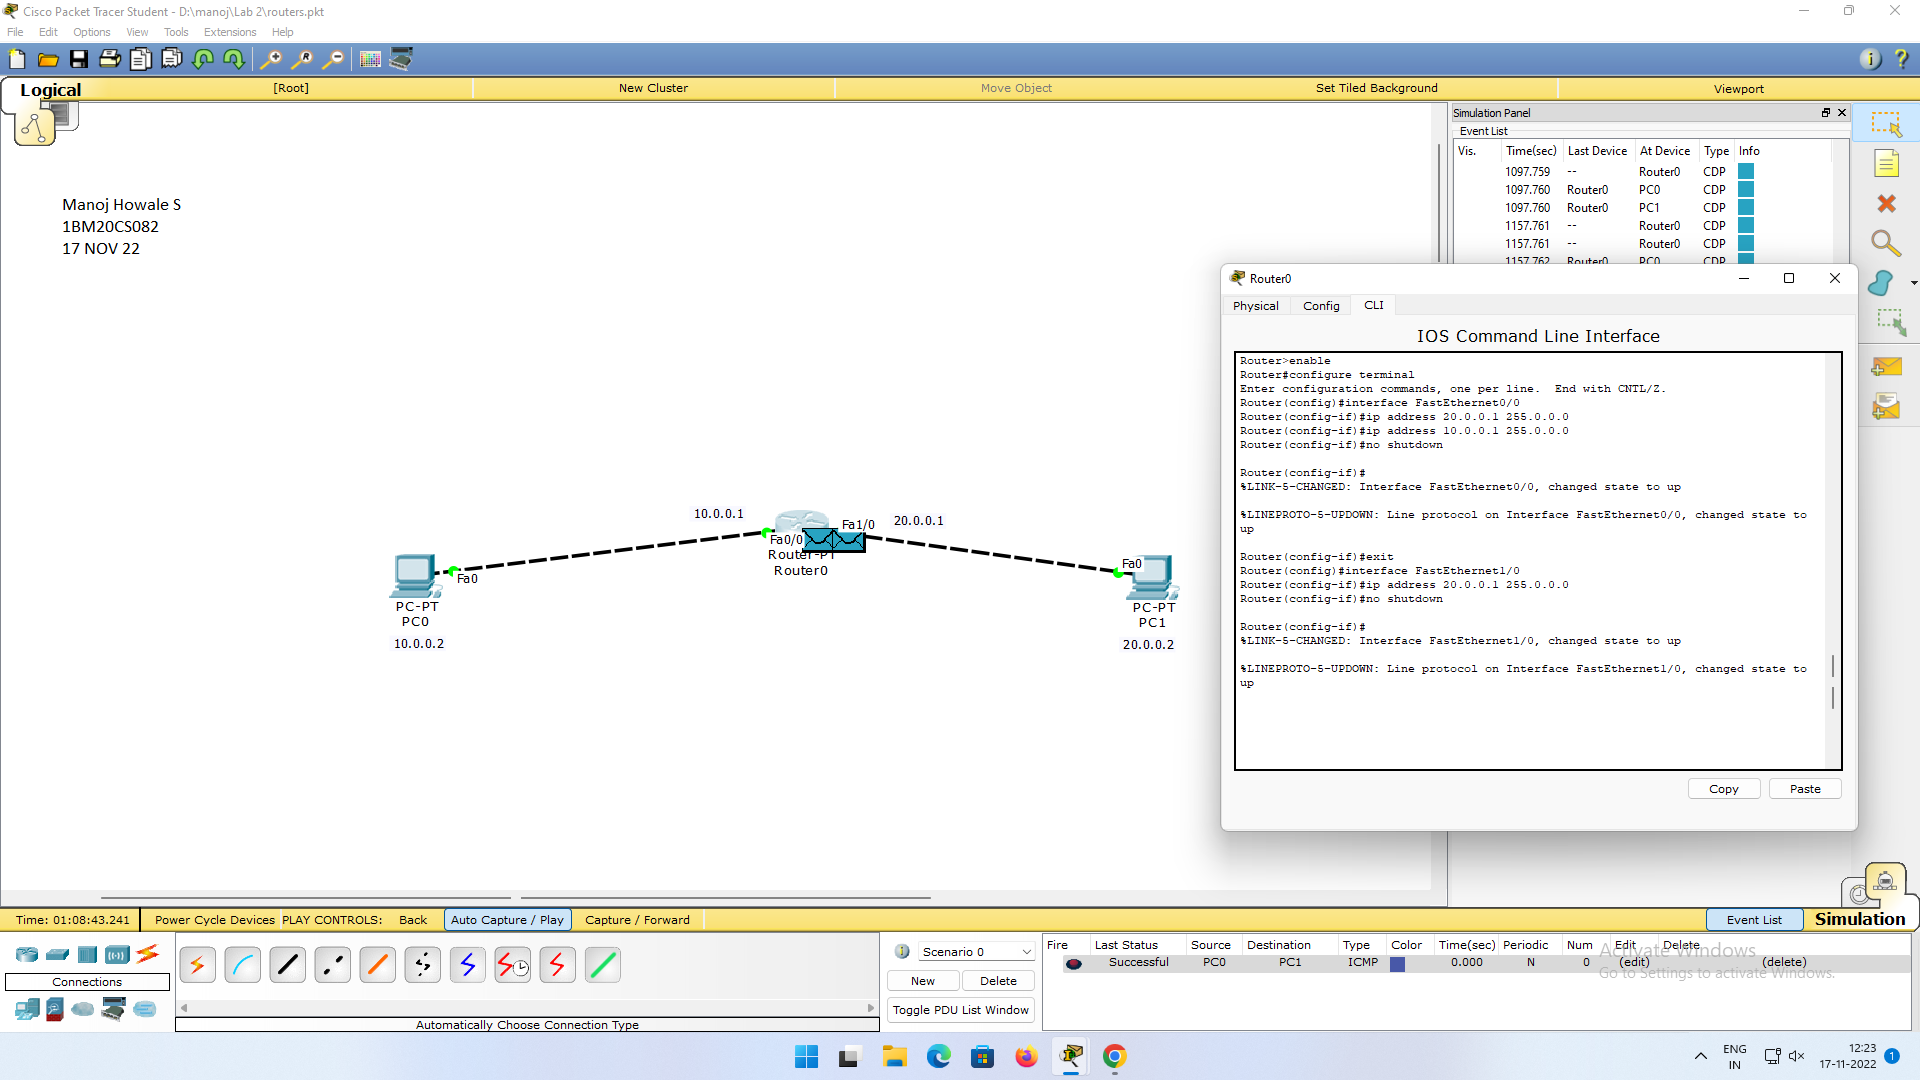 Cisco Packet Tracer Student - D:\manoj\Lab 2\routers.pkt
File Edit Options View Tools Extensions Help
Logical [Root] New Cluster Move Object Set Tiled Background Viewport
Simulation Panel
Event List
Vis. Time(sec) Last Device At Device Type Info
1097.759 -- Router0 CDP
1097.760 Router0 PC0 CDP
1097.760 Router0 PC1 CDP
1157.761 -- Router0 CDP
1157.761 -- Router0 CDP
1157.762 Router0 PC0 CDP
Manoj Howale S
1BM20CS082
17 NOV 22
10.0.0.1
Fa0/0
Fa1/0
20.0.0.1
Router-PT
Router0
Fa0
PC-PT
PC0
10.0.0.2
Fa0
PC-PT
PC1
20.0.0.2
Router0
Physical Config CLI
IOS Command Line Interface
Router>enable
Router#configure terminal
Enter configuration commands, one per line.  End with CNTL/Z.
Router(config)#interface FastEthernet0/0
Router(config-if)#ip address 20.0.0.1 255.0.0.0
Router(config-if)#ip address 10.0.0.1 255.0.0.0
Router(config-if)#no shutdown
Router(config-if)#
%LINK-5-CHANGED: Interface FastEthernet0/0, changed state to up
%LINEPROTO-5-UPDOWN: Line protocol on Interface FastEthernet0/0, changed state to
up
Router(config-if)#exit
Router(config)#interface FastEthernet1/0
Router(config-if)#ip address 20.0.0.1 255.0.0.0
Router(config-if)#no shutdown
Router(config-if)#
%LINK-5-CHANGED: Interface FastEthernet1/0, changed state to up
%LINEPROTO-5-UPDOWN: Line protocol on Interface FastEthernet1/0, changed state to
up
Copy Paste
Time: 01:08:43.241 Power Cycle Devices PLAY CONTROLS: Back Auto Capture / Play Capture / Forward Event List Simulation
Connections
Automatically Choose Connection Type
Scenario 0
New Delete
Toggle PDU List Window
Fire Last Status Source Destination Type Color Time(sec) Periodic Num Edit Delete
Successful PC0 PC1 ICMP 0.000 N 0 (edit) (delete)
Activate Windows
Go to Settings to activate Windows.
ENG
IN
12:23
17-11-2022
1